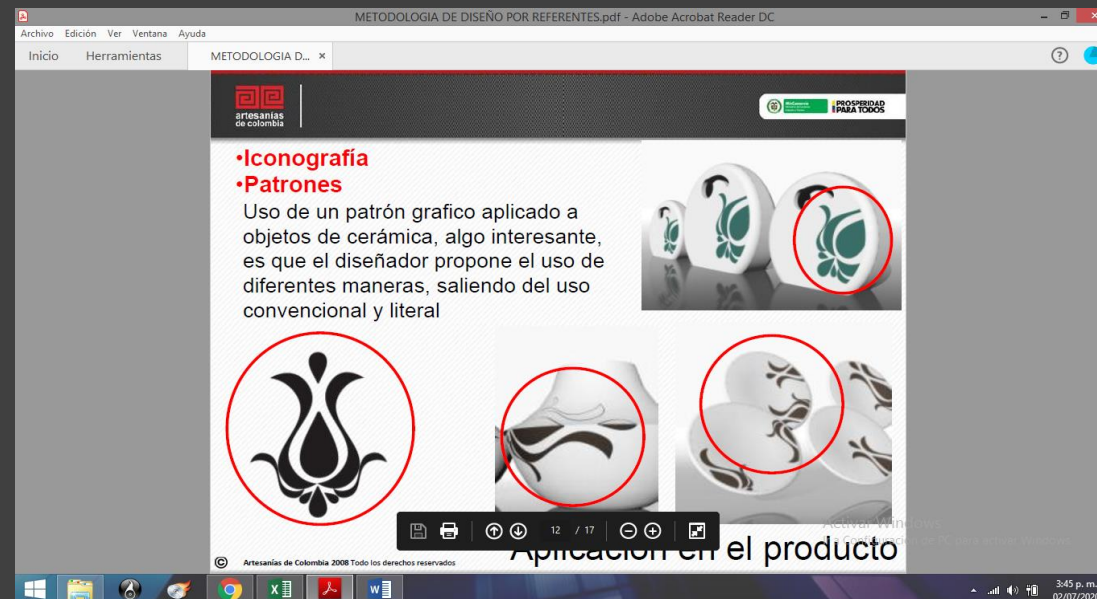 METODOLOGIA DE DISEÑO POR REFERENTES.pdf - Adobe Acrobat Reader DC
Archivo Edición Ver Ventana Ayuda
Inicio Herramientas METODOLOGIA D... ×
artesanías
de colombia
PROSPERIDAD
PARA TODOS
•Iconografía
•Patrones
Uso de un patrón grafico aplicado a
objetos de cerámica, algo interesante,
es que el diseñador propone el uso de
diferentes maneras, saliendo del uso
convencional y literal
12 / 17
Activar Windows
Aplicación en el producto
© Artesanías de Colombia 2008 Todo los derechos reservados
3:45 p. m.
02/07/2020